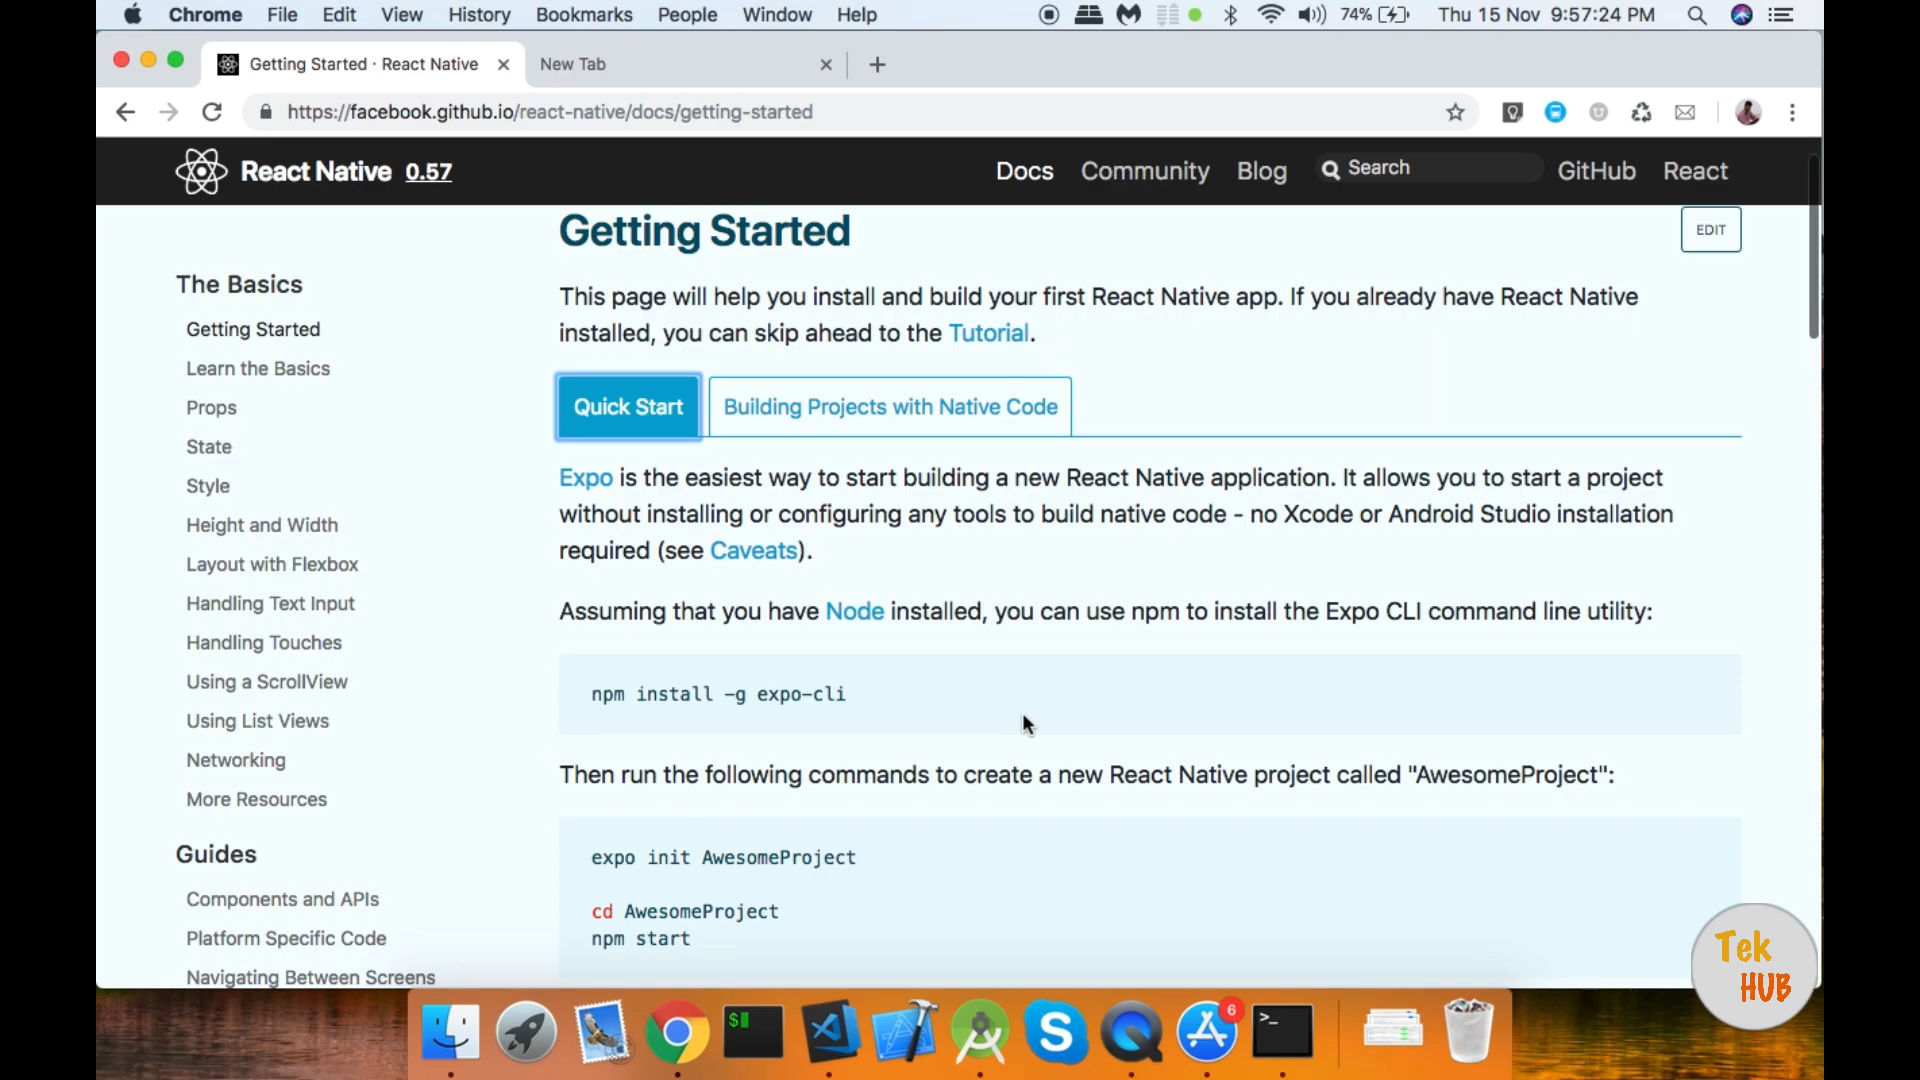 Chrome File Edit View History Bookmarks People Window Help 74% Thu 15 Nov 9:57:24 PM
Getting Started · React Native New Tab
https://facebook.github.io/react-native/docs/getting-started
React Native 0.57 Docs Community Blog Search GitHub React
Getting Started
EDIT
The Basics
Getting Started
Learn the Basics
Props
State
Style
Height and Width
Layout with Flexbox
Handling Text Input
Handling Touches
Using a ScrollView
Using List Views
Networking
More Resources
Guides
Components and APIs
Platform Specific Code
Navigating Between Screens
This page will help you install and build your first React Native app. If you already have React Native
installed, you can skip ahead to the Tutorial.
Quick Start Building Projects with Native Code
Expo is the easiest way to start building a new React Native application. It allows you to start a project
without installing or configuring any tools to build native code - no Xcode or Android Studio installation
required (see Caveats).
Assuming that you have Node installed, you can use npm to install the Expo CLI command line utility:
npm install -g expo-cli
Then run the following commands to create a new React Native project called "AwesomeProject":
expo init AwesomeProject
cd AwesomeProject
npm start
Tek
HUB
$
S
6
>_